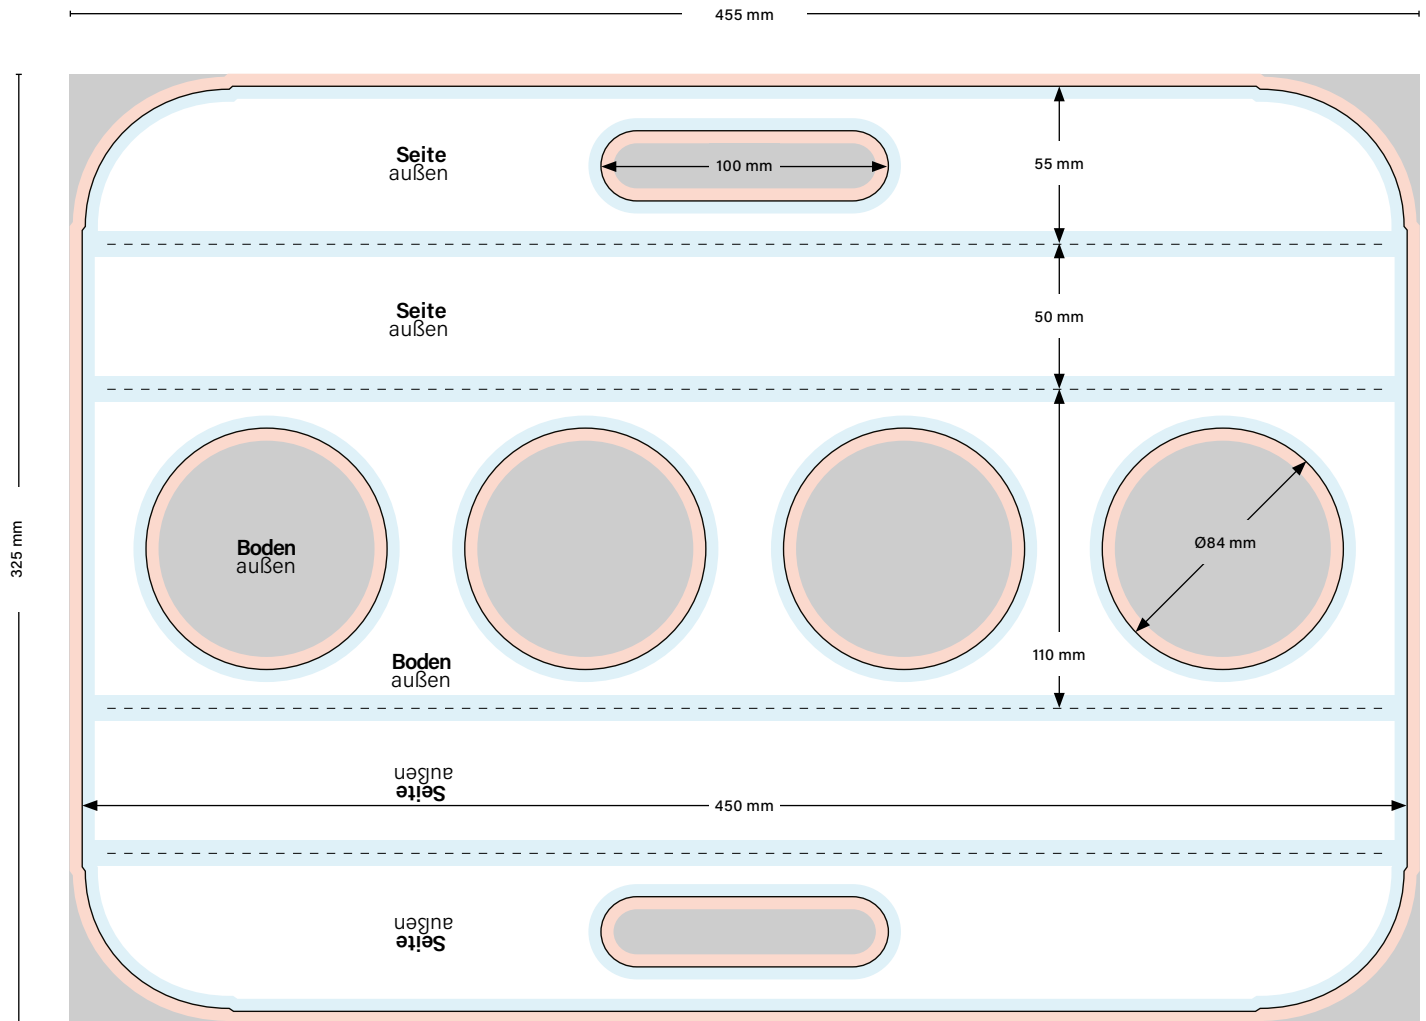 455 mm
325 mm
Seite
außen
100 mm
55 mm
Seite
außen
50 mm
Boden
außen
Ø84 mm
Boden
außen
110 mm
Seite
außen
450 mm
Seite
außen